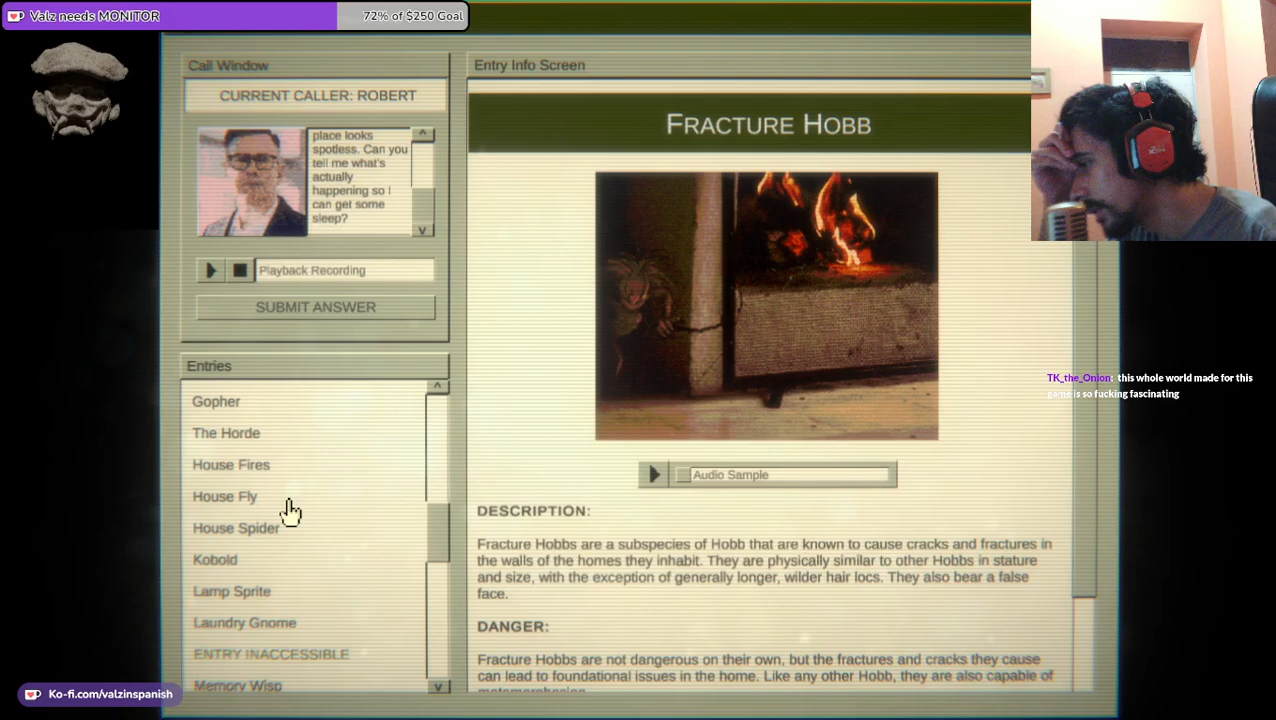 Valz needs MONITOR
72% of $250 Goal
Call Window
CURRENT CALLER: ROBERT
place looks
spotless. Can you
tell me what's
actually
happening so I
can get some
sleep?
Playback Recording
SUBMIT ANSWER
Entries
Gopher
The Horde
House Fires
House Fly
House Spider
Kobold
Lamp Sprite
Laundry Gnome
ENTRY INACCESSIBLE
Memory Wisp
Ko-fi.com/valzinspanish
Entry Info Screen
FRACTURE HOBB
Audio Sample
DESCRIPTION:
Fracture Hobbs are a subspecies of Hobb that are known to cause cracks and fractures in
the walls of the homes they inhabit. They are physically similar to other Hobbs in stature
and size, with the exception of generally longer, wilder hair locs. They also bear a false
face.
DANGER:
Fracture Hobbs are not dangerous on their own, but the fractures and cracks they cause
can lead to foundational issues in the home. Like any other Hobb, they are also capable of
TK_the_Onion: this whole world made for this
game is so fucking fascinating